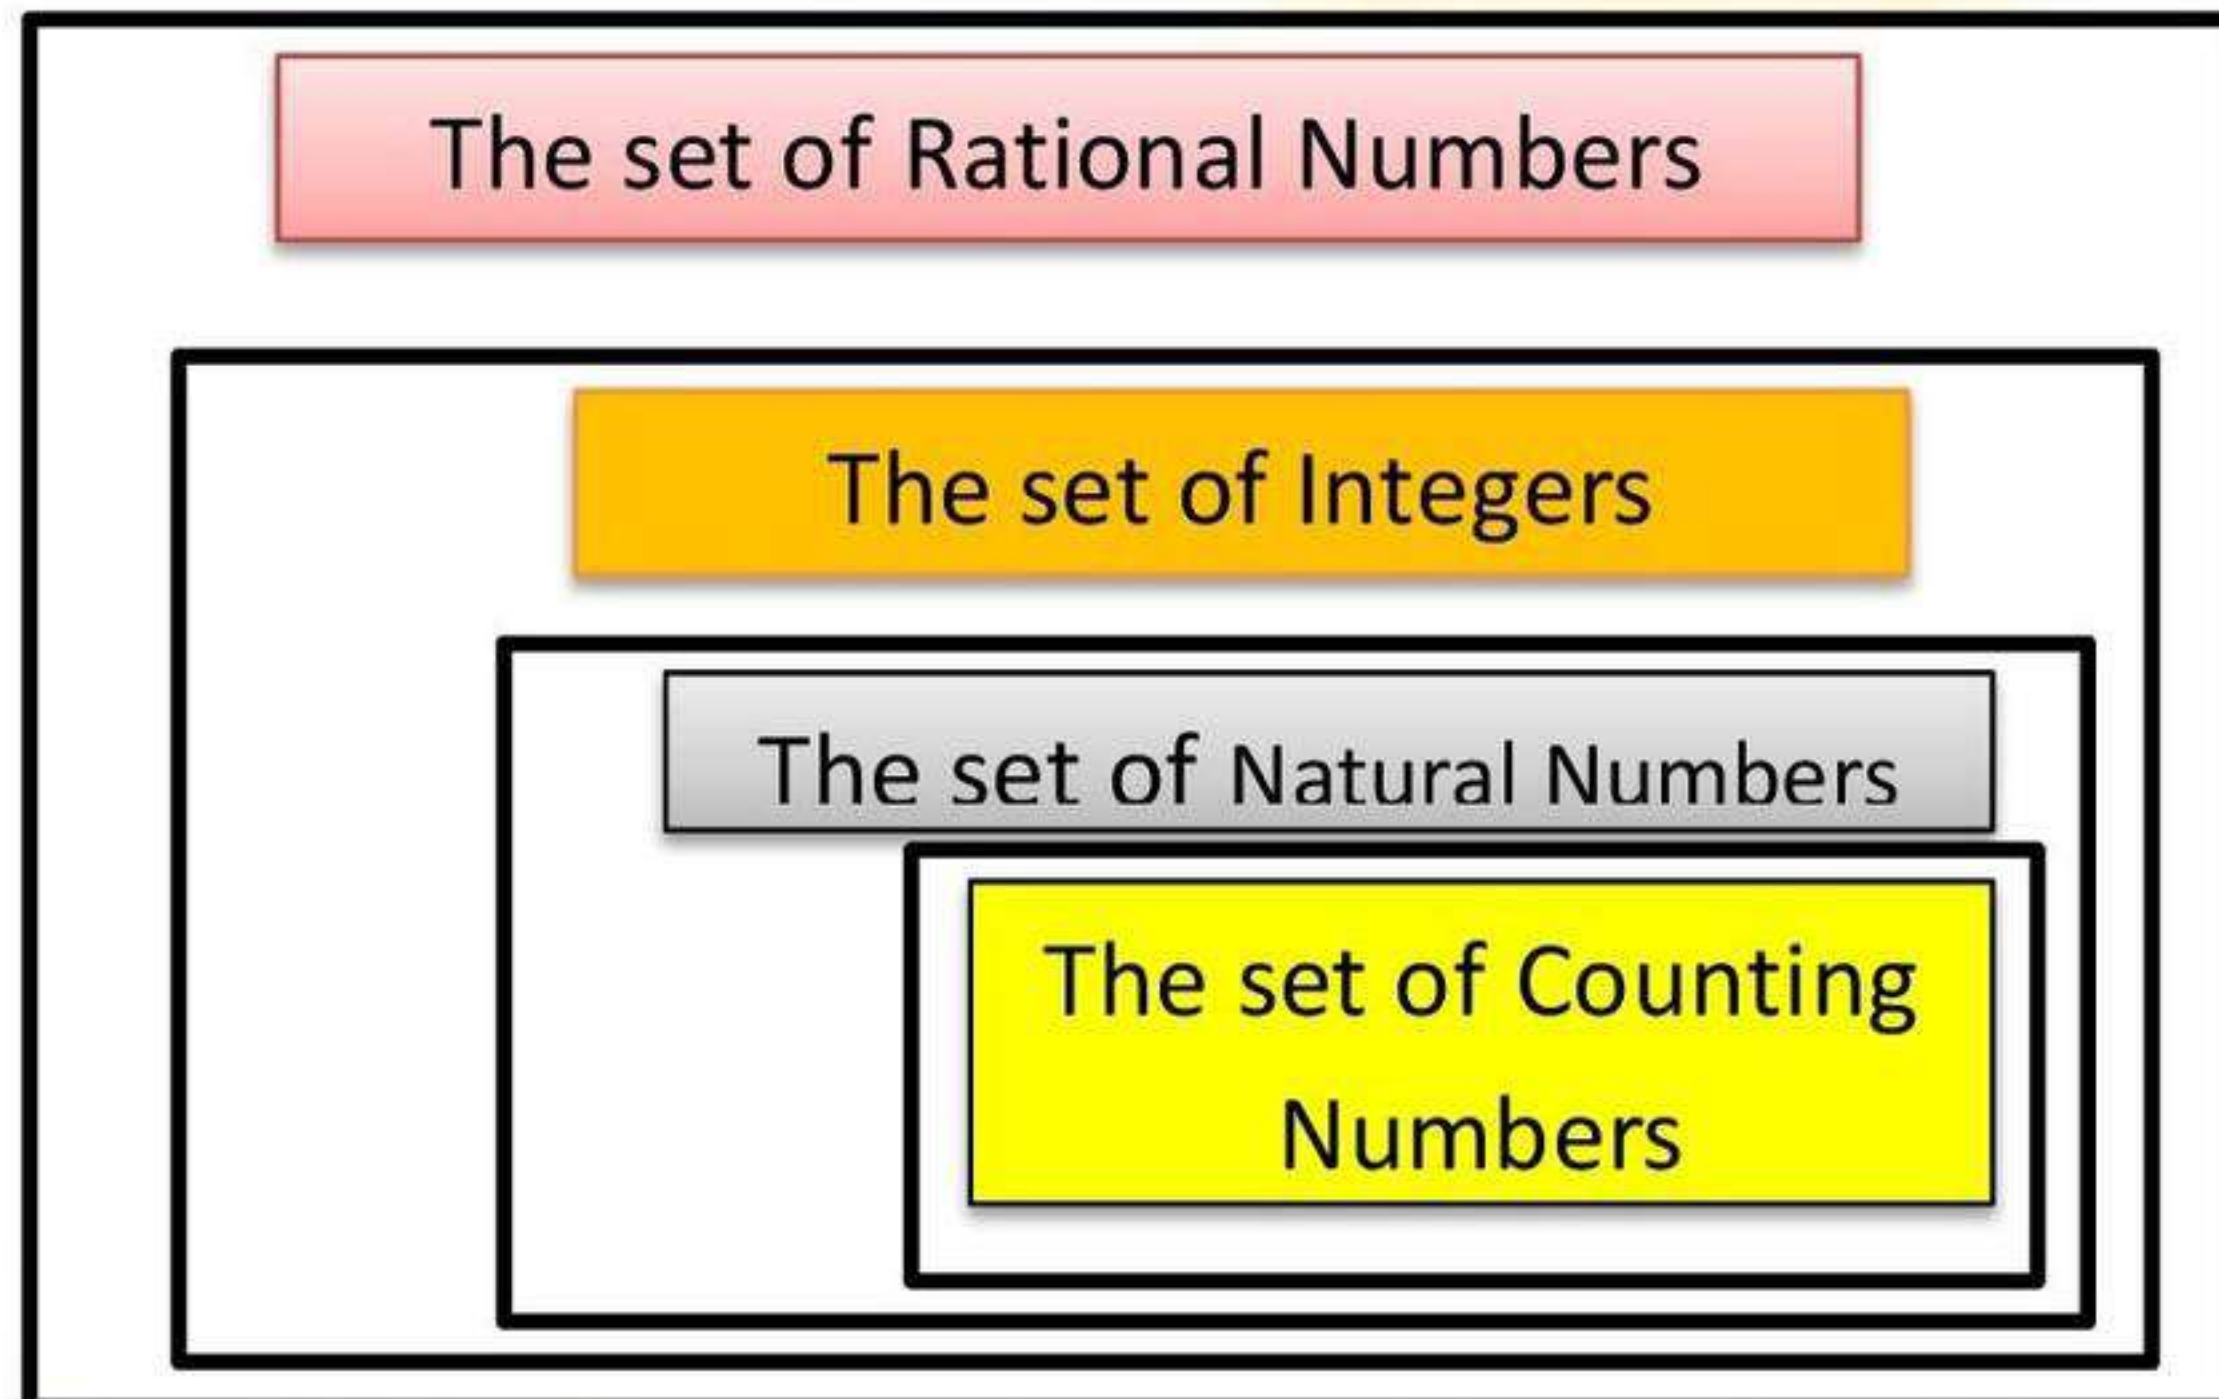 The set of Rational Numbers
The set of Integers
The set of Natural Numbers
The set of Counting
Numbers